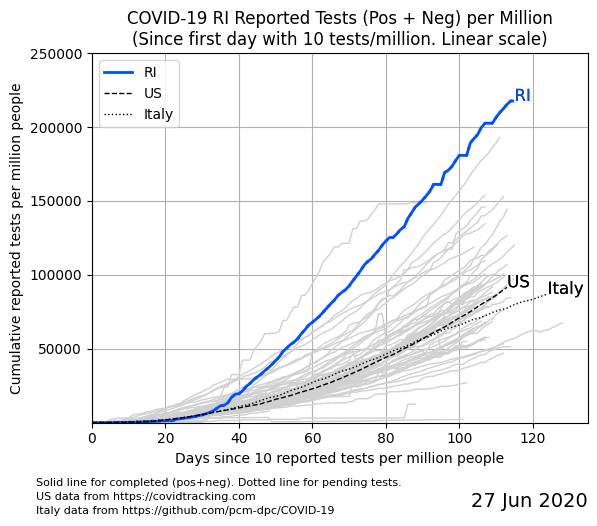 COVID-19 RI Reported Tests (Pos + Neg) per Million
(Since first day with 10 tests/million. Linear scale)
Cumulative reported tests per million people
250000
200000
150000
100000
50000
RI
US
Italy
RI
US
Italy
0
20
40
60
80
100
120
Days since 10 reported tests per million people
Solid line for completed (pos+neg). Dotted line for pending tests.
US data from https://covidtracking.com
Italy data from https://github.com/pcm-dpc/COVID-19
27 Jun 2020